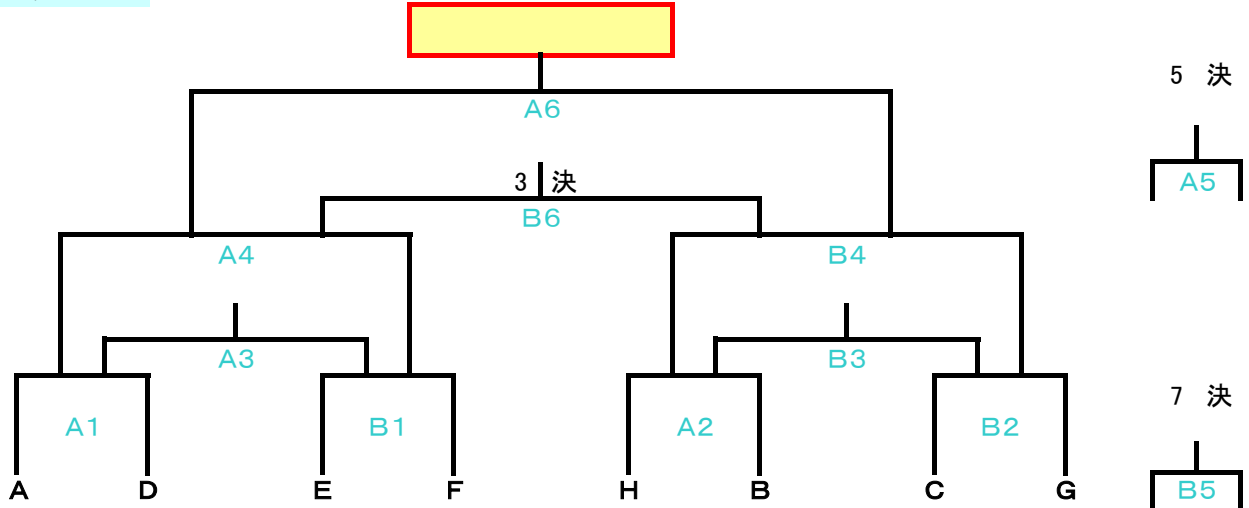 5 決
A6
3 決
A5
B6
A4 B4
A3 B3
7 決
A1 B1 A2 B2
A D E F H B C G
B5